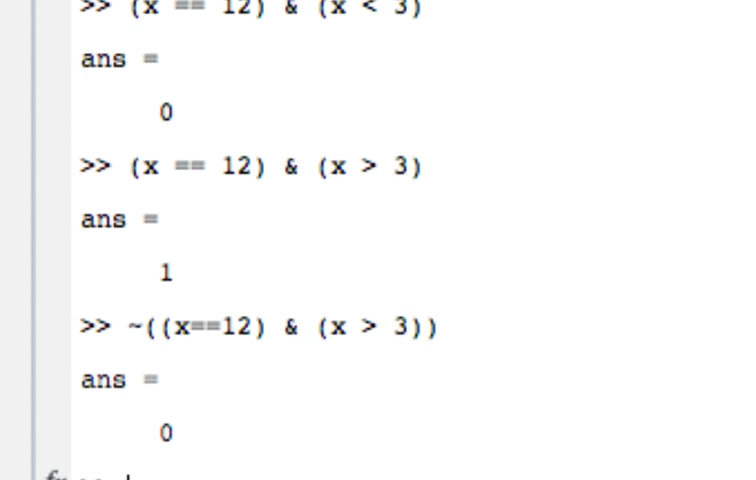 >> (x == 12) & (x < 3)
ans =
0
>> (x == 12) & (x > 3)
ans =
1
>> ~((x==12) & (x > 3))
ans =
0